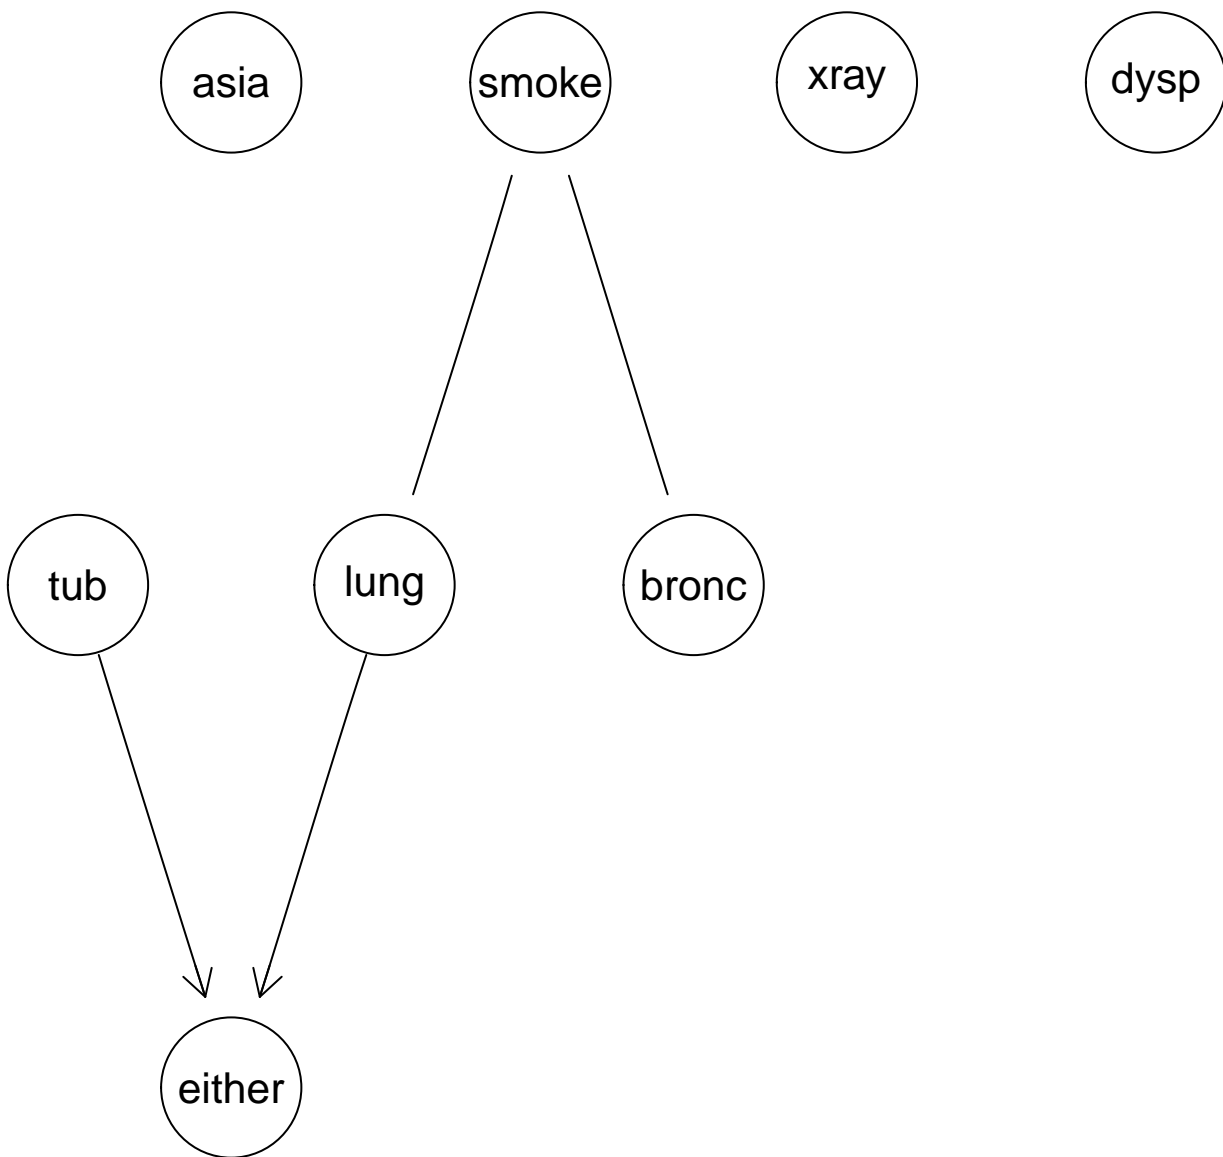 asia
smoke
xray
dysp
tub
lung
bronc
either